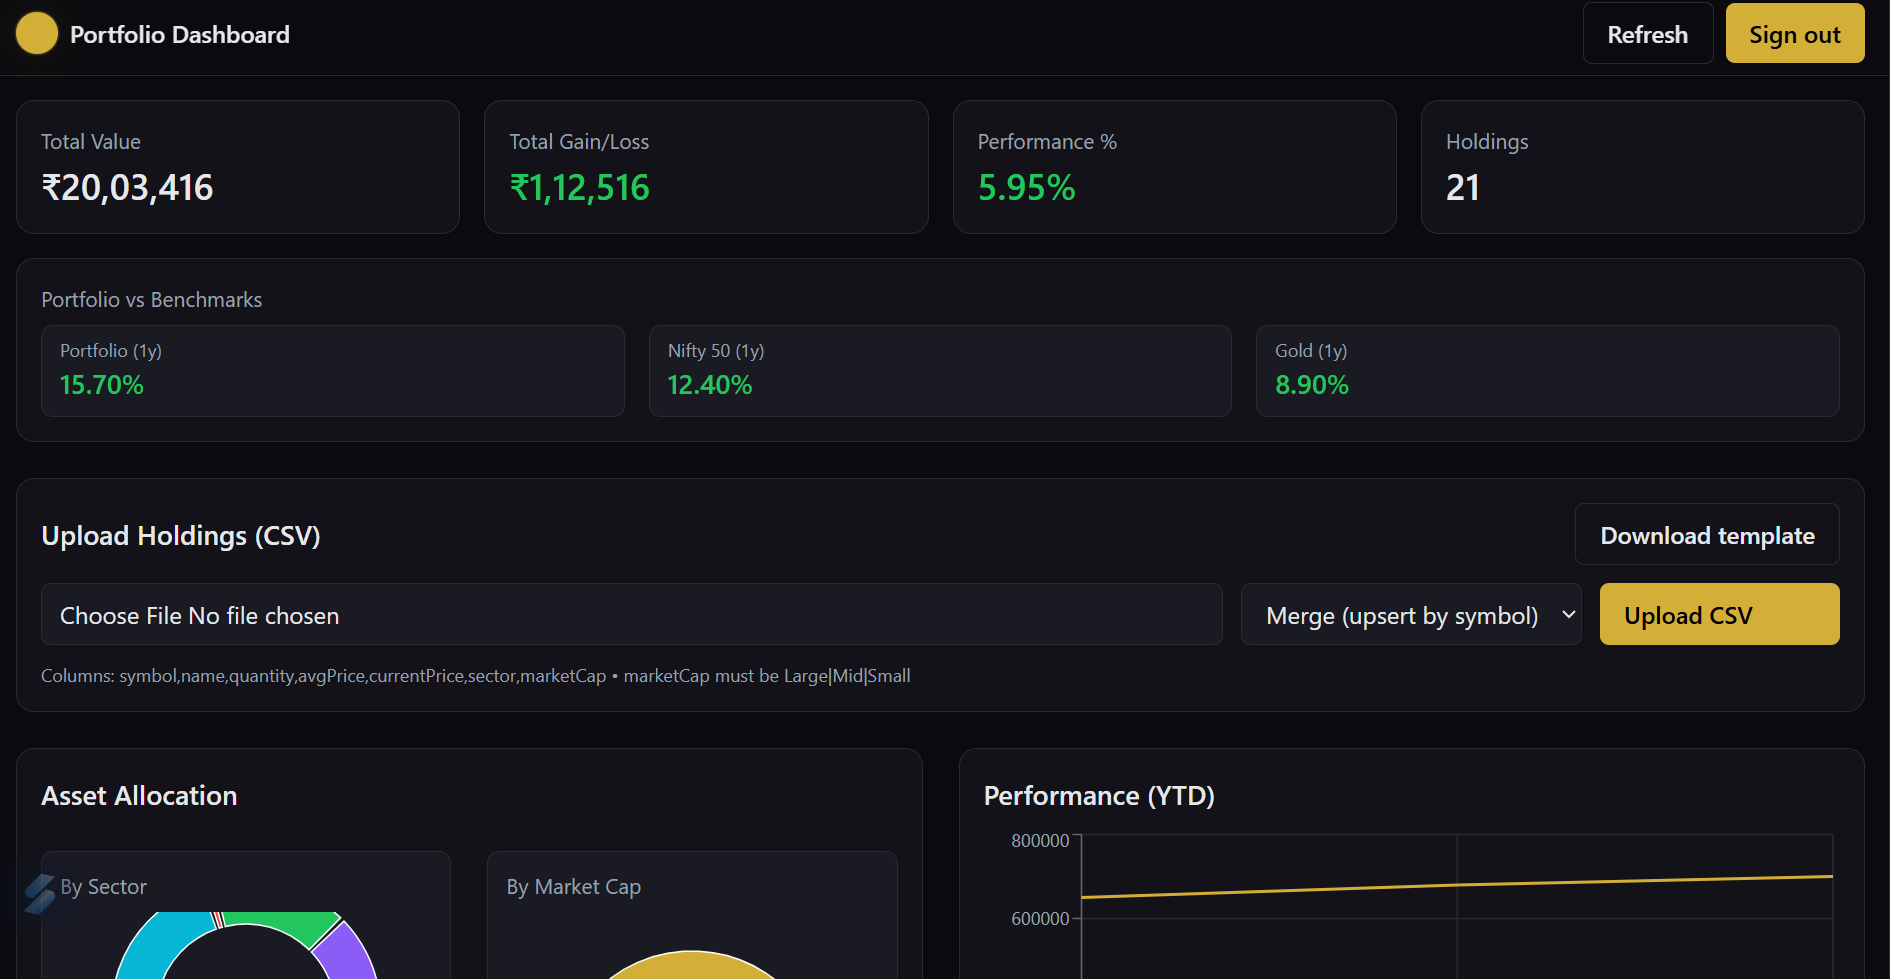 Portfolio Dashboard
Refresh
Sign out
Total Value
₹20,03,416
Total Gain/Loss
₹1,12,516
Performance %
5.95%
Holdings
21
Portfolio vs Benchmarks
Portfolio (1y)
15.70%
Nifty 50 (1y)
12.40%
Gold (1y)
8.90%
Upload Holdings (CSV)
Download template
Choose File No file chosen
Merge (upsert by symbol)
Upload CSV
Columns: symbol,name,quantity,avgPrice,currentPrice,sector,marketCap • marketCap must be Large|Mid|Small
Asset Allocation
By Sector
By Market Cap
Performance (YTD)
800000
600000